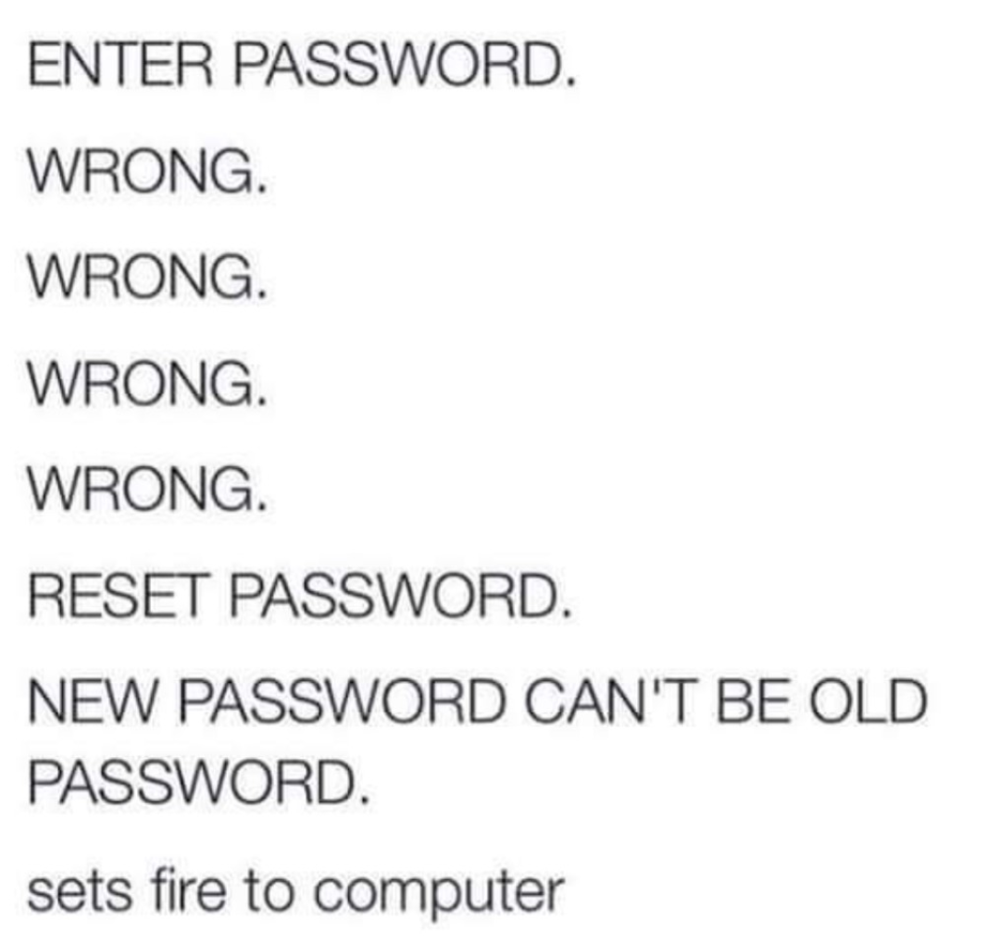 ENTER PASSWORD.
WRONG.
WRONG.
WRONG.
WRONG.
RESET PASSWORD.
NEW PASSWORD CAN'T BE OLD
PASSWORD.
sets fire to computer